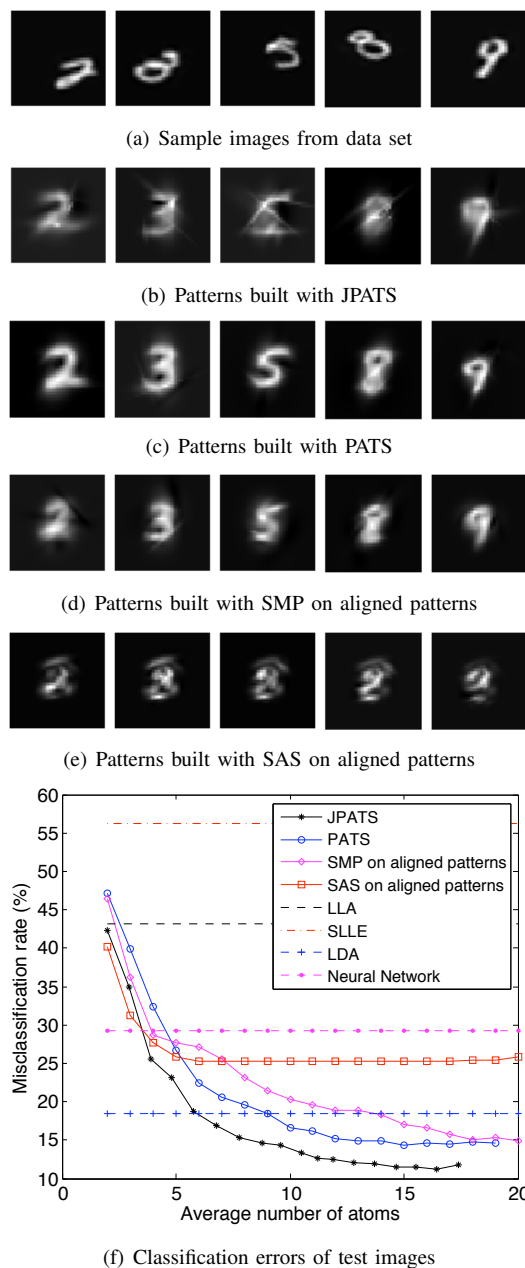 (a) Sample images from data set
(b) Patterns built with JPATS
(c) Patterns built with PATS
(d) Patterns built with SMP on aligned patterns
(e) Patterns built with SAS on aligned patterns
60
55
50
45
40
35
30
25
20
15
10
Misclassification rate (%)
JPATS
PATS
SMP on aligned patterns
SAS on aligned patterns
LLA
SLLE
LDA
Neural Network
0 5 10 15 20
Average number of atoms
(f) Classification errors of test images